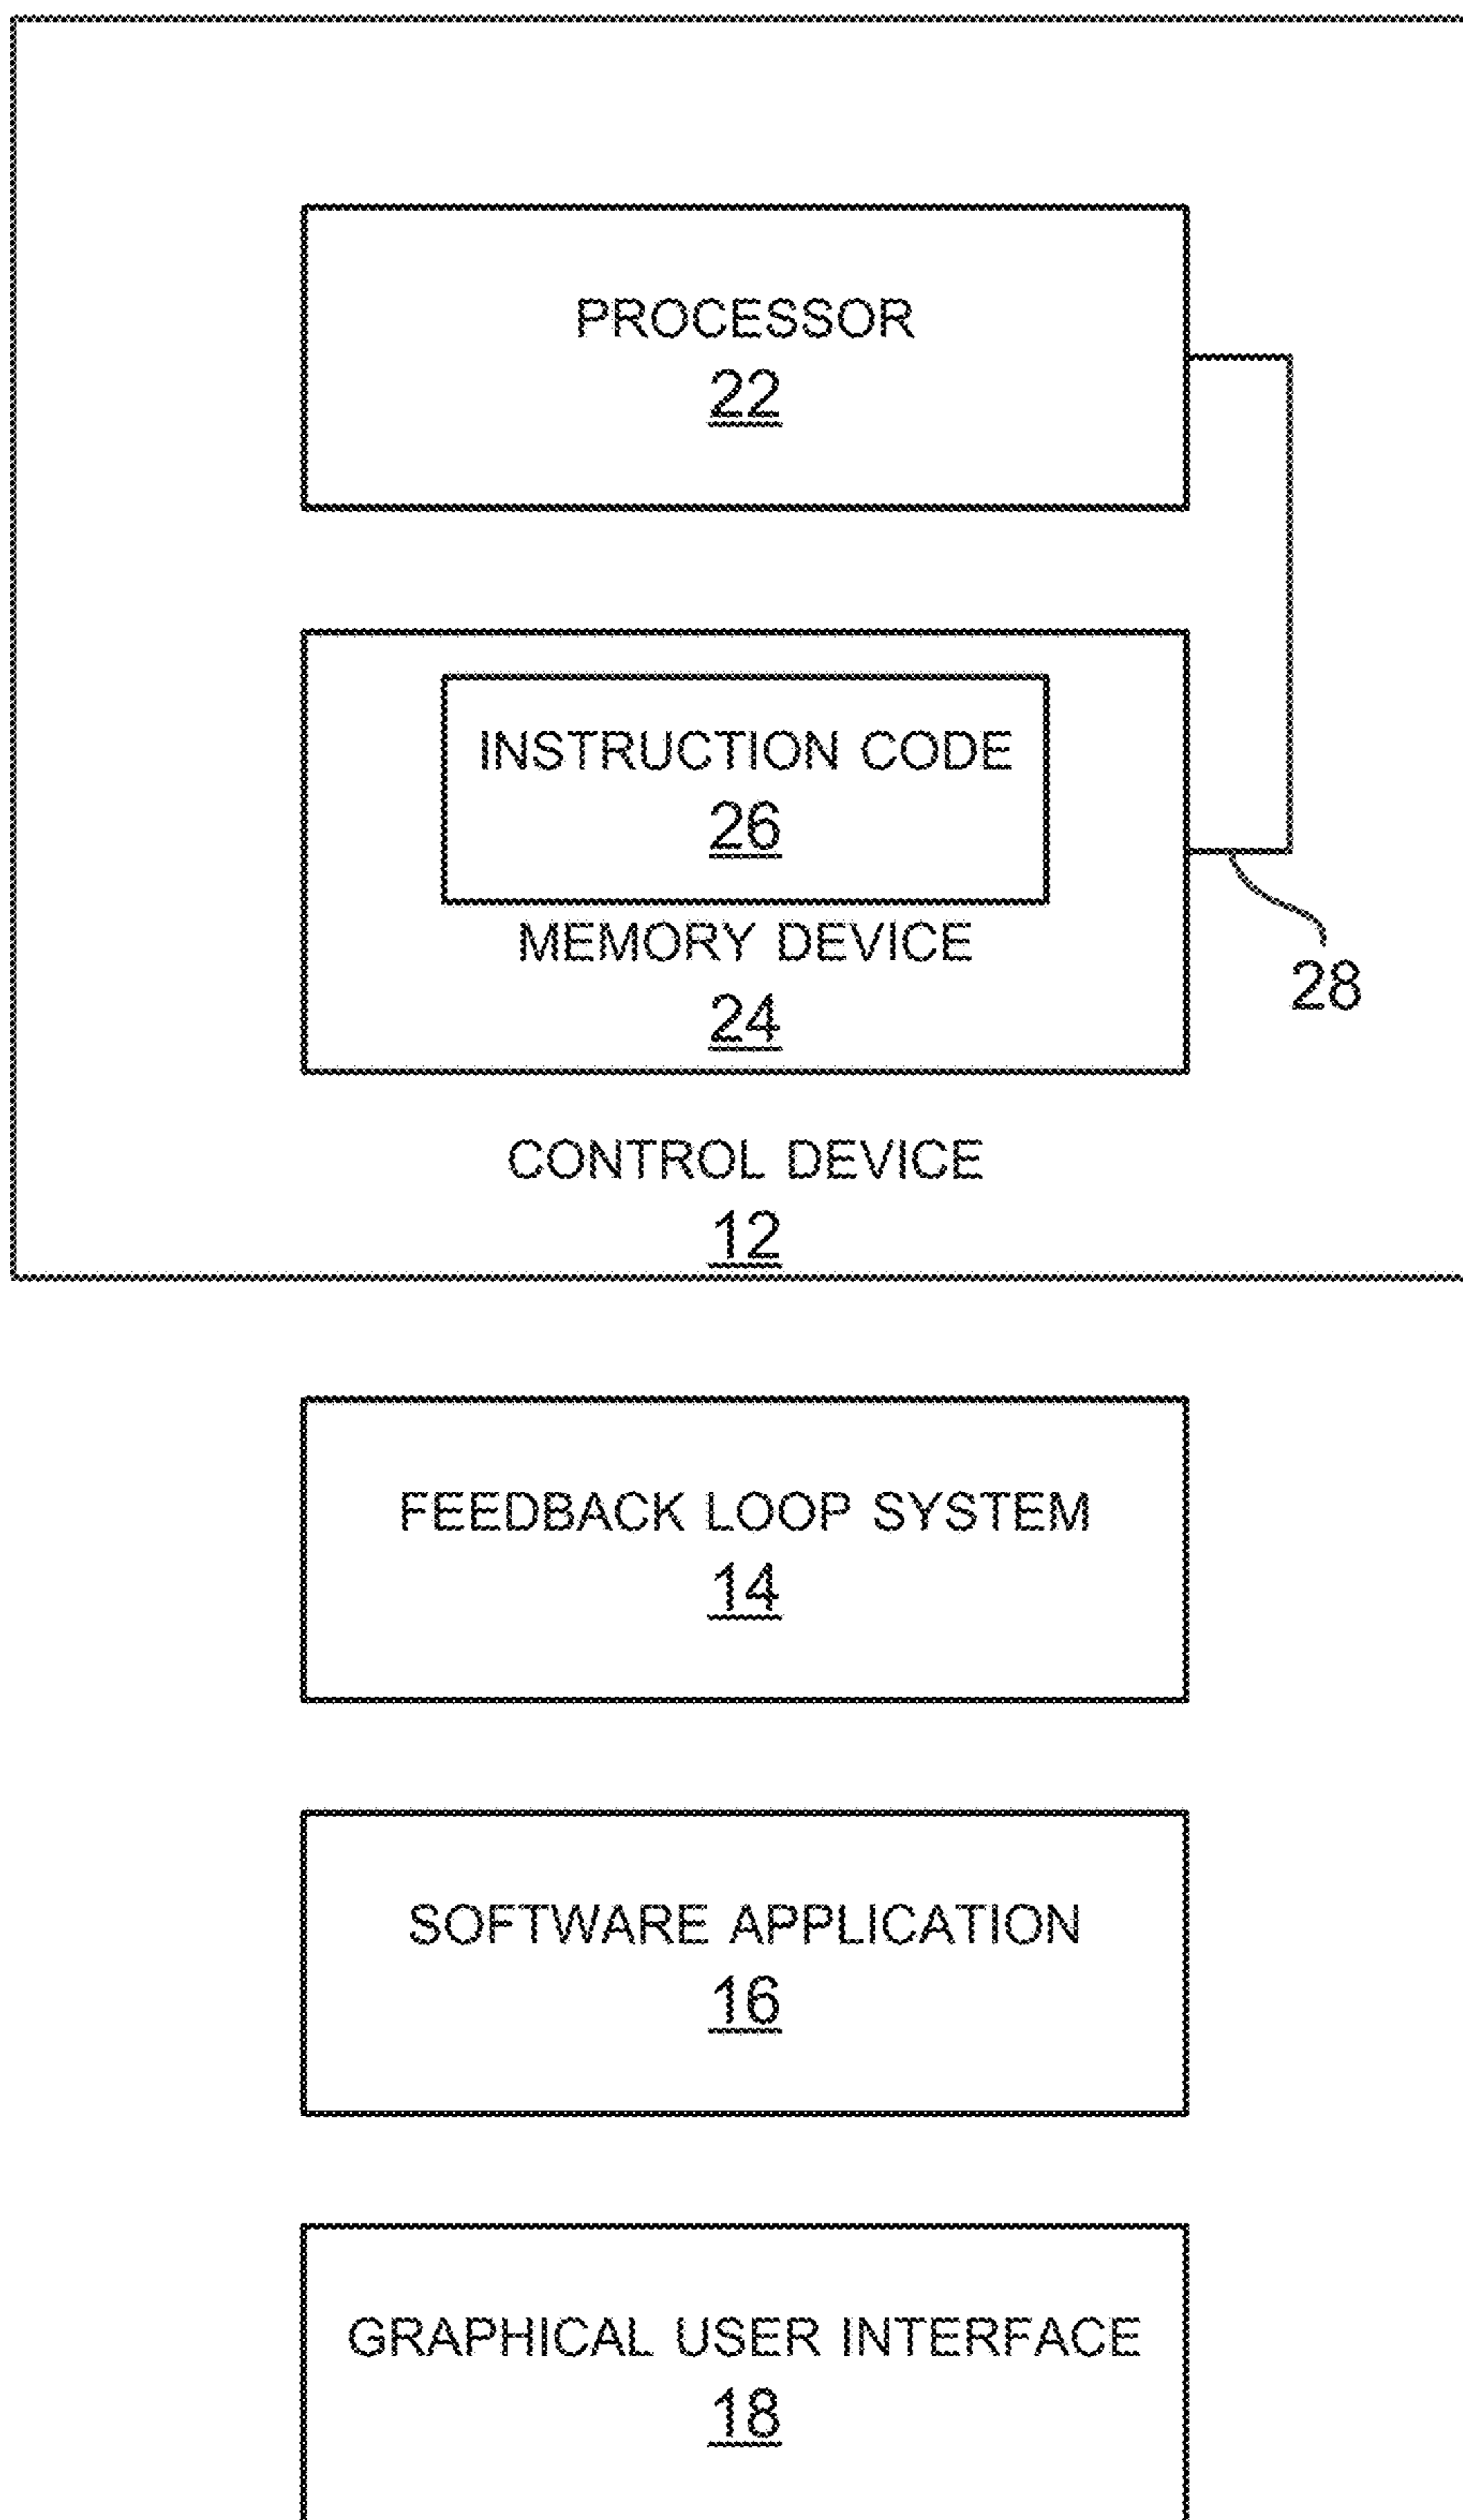 PROCESSOR
22
INSTRUCTION CODE
26
MEMORY DEVICE
24
28
CONTROL DEVICE
12
FEEDBACK LOOP SYSTEM
14
SOFTWARE APPLICATION
16
GRAPHICAL USER INTERFACE
18